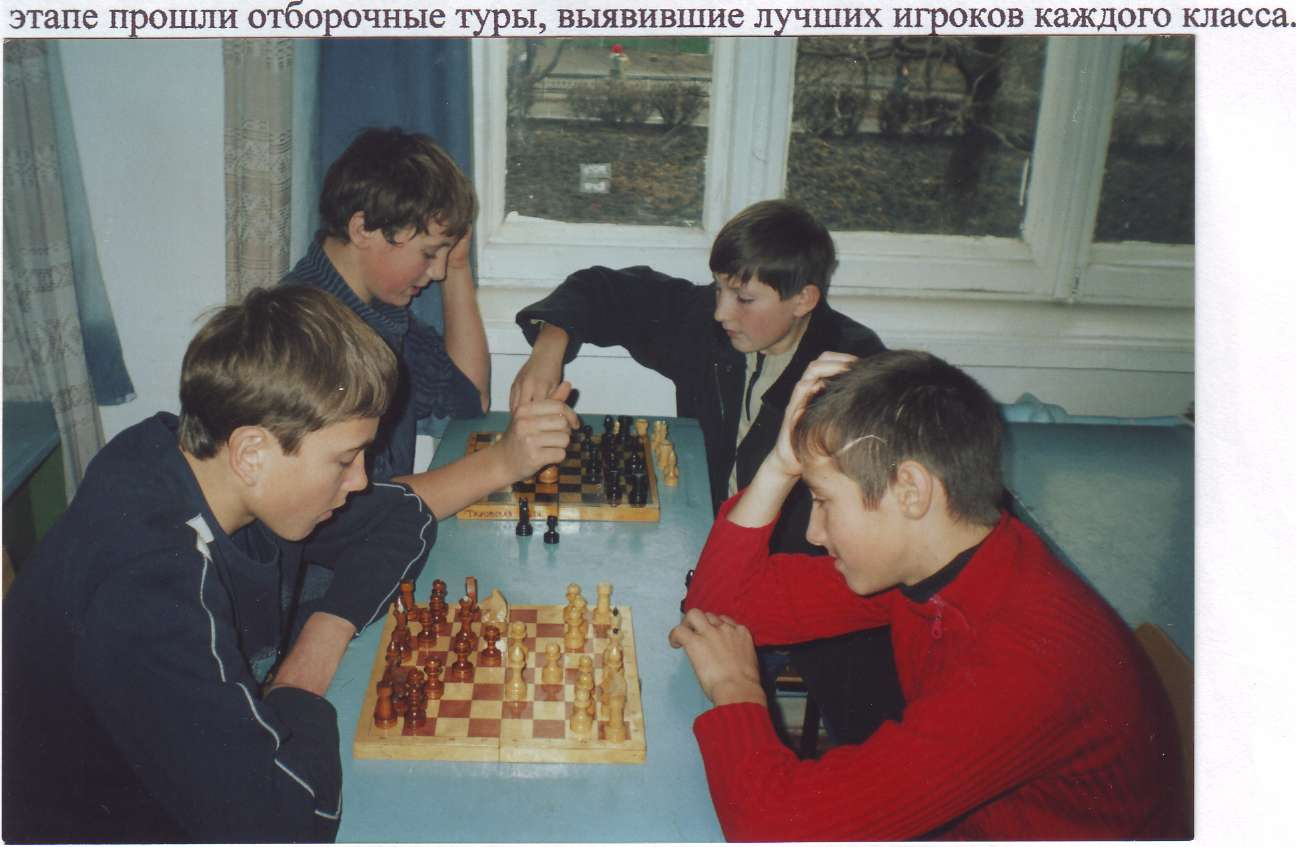 этапе прошли отборочные туры, выявившие лучших игроков каждого класса.